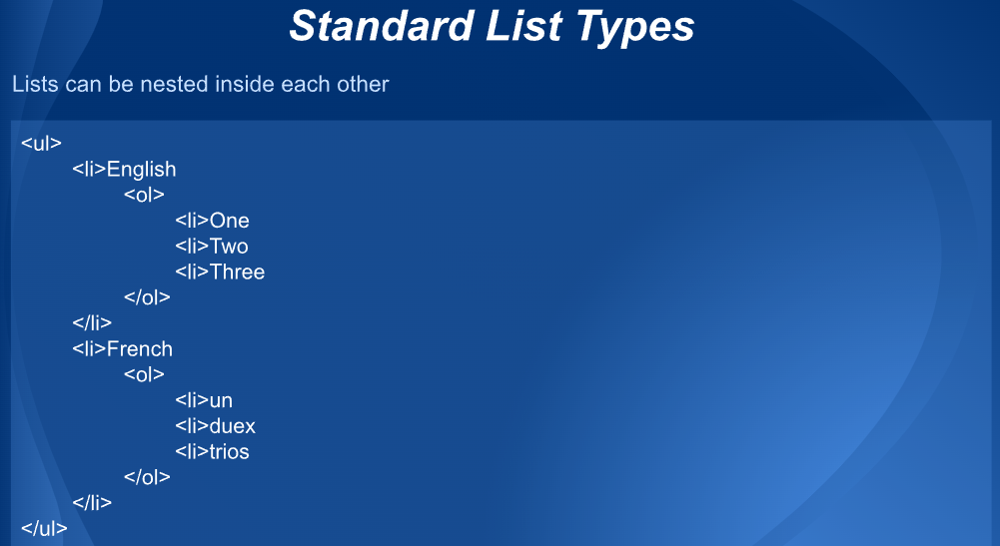 Standard List Types
Lists can be nested inside each other
<ul>
<li>English
<ol>
<li>One
<li>Two
<li>Three
</ol>
</li>
<li>French
<ol>
<li>un
<li>duex
<li>trios
</ol>
</li>
</ul>